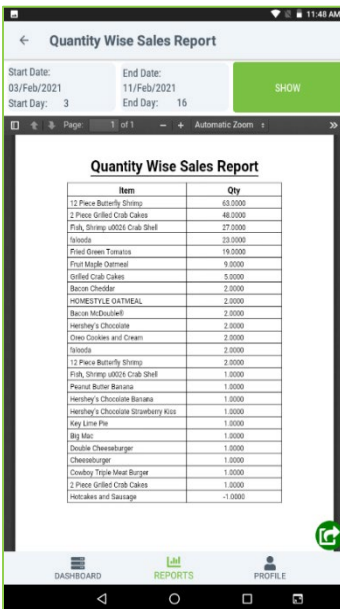 11:48 AM
Quantity Wise Sales Report
Start Date:
03/Feb/2021
Start Day: 3
End Date:
11/Feb/2021
End Day: 16
SHOW
Page: 1 of 1 − + Automatic Zoom
Quantity Wise Sales Report
Item Qty
12 Piece Butterfly Shrimp 63.0000
2 Piece Grilled Crab Cakes 48.0000
Fish, Shrimp u0026 Crab Shell 27.0000
falooda 23.0000
Fried Green Tomatos 19.0000
Fruit Maple Oatmeal 9.0000
Grilled Crab Cakes 5.0000
Bacon Cheddar 2.0000
HOMESTYLE OATMEAL 2.0000
Bacon McDouble® 2.0000
Hershey's Chocolate 2.0000
Oreo Cookies and Cream 2.0000
falooda 2.0000
12 Piece Butterfly Shrimp 2.0000
Fish, Shrimp u0026 Crab Shell 1.0000
Peanut Butter Banana 1.0000
Hershey's Chocolate Banana 1.0000
Hershey's Chocolate Strawberry Kiss 1.0000
Key Lime Pie 1.0000
Big Mac 1.0000
Double Cheeseburger 1.0000
Cheeseburger 1.0000
Cowboy Triple Meat Burger 1.0000
2 Piece Grilled Crab Cakes 1.0000
Hotcakes and Sausage -1.0000
DASHBOARD
REPORTS
PROFILE